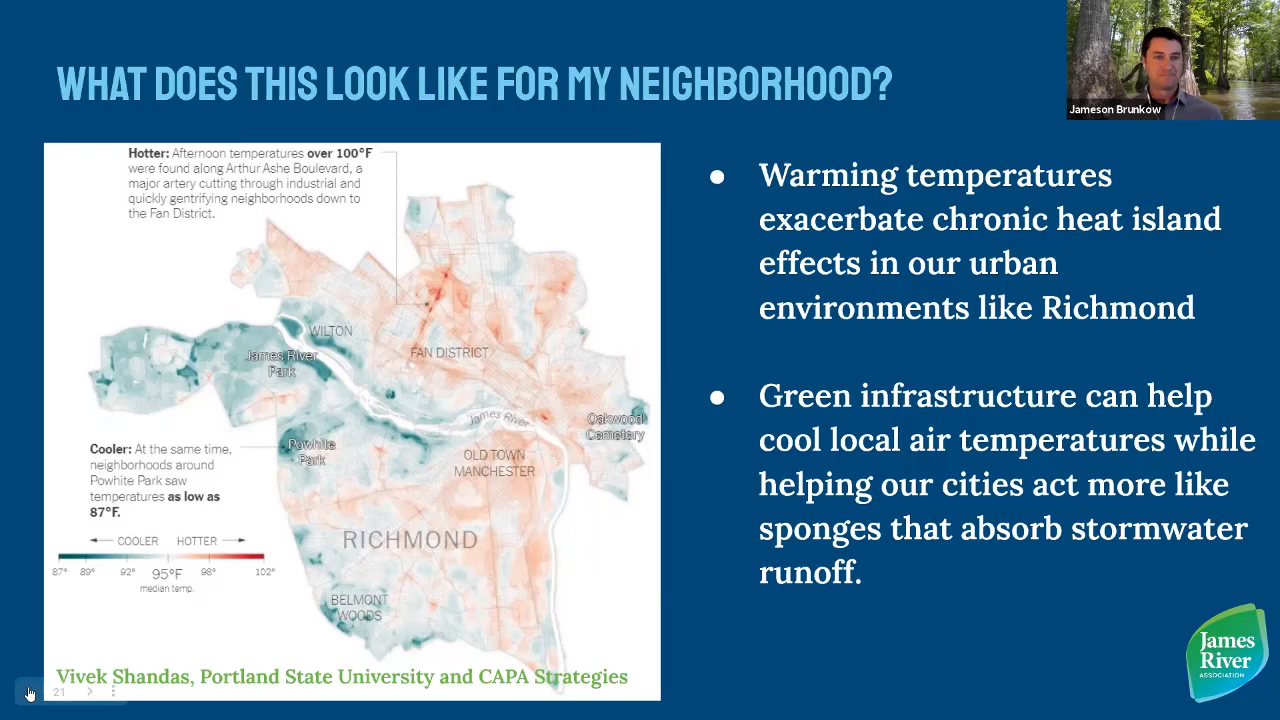 WHAT DOES THIS LOOK LIKE FOR MY NEIGHBORHOOD?
Jameson Brunkow
Hotter: Afternoon temperatures over 100°F
were found along Arthur Ashe Boulevard, a
major artery cutting through industrial and
quickly gentrifying neighborhoods down to
the Fan District.
WILTON
James River
Park
FAN DISTRICT
James River
Oakwood
Cemetery
Cooler: At the same time,
neighborhoods around
Powhite Park saw
temperatures as low as
87°F.
Powhite
Park
OLD TOWN
MANCHESTER
RICHMOND
COOLER HOTTER
87° 89° 92° 95°F 98° 102°
median temp.
BELMONT
WOODS
Vivek Shandas, Portland State University and CAPA Strategies
21
● Warming temperatures
exacerbate chronic heat island
effects in our urban
environments like Richmond
● Green infrastructure can help
cool local air temperatures while
helping our cities act more like
sponges that absorb stormwater
runoff.
James
River
ASSOCIATION